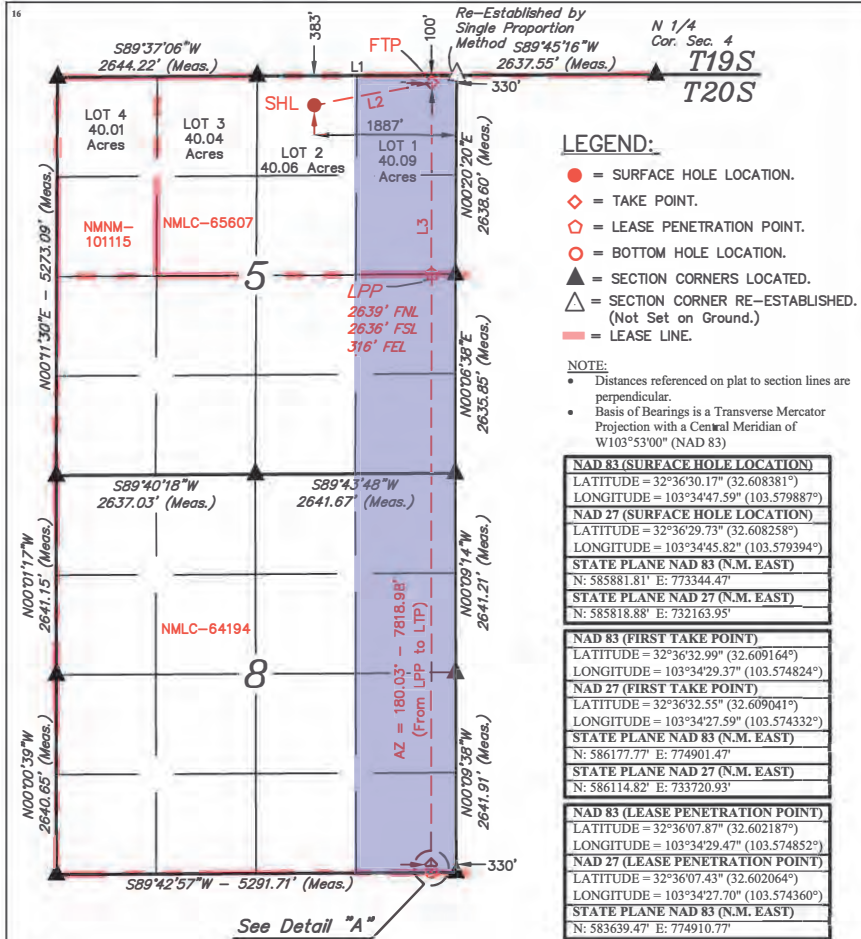 16
383'
100'
Re-Established by
Single Proportion
Method
N 1/4
Cor. Sec. 4
S89°37'06"W
2644.22' (Meas.)
FTP
L1
S89°45'16"W
2637.55' (Meas.)
T19S
T20S
330'
SHL
L2
1887'
LOT 4
40.01
Acres
LOT 3
40.04
Acres
LOT 2
40.06 Acres
LOT 1
40.09
Acres
N00°20'20"E
2638.60' (Meas.)
NMNM-
101115
NMLC-65607
L3
5
LPP
2639' FNL
2636' FSL
316' FEL
N00°11'30"E - 5273.09' (Meas.)
N00°06'38"E
2635.85' (Meas.)
S89°40'18"W
2637.03' (Meas.)
S89°43'48"W
2641.67' (Meas.)
N00°01'17"W
2641.15' (Meas.)
N00°09'14"W
2641.21' (Meas.)
NMLC-64194
8
AZ = 180.03° - 7818.98'
(From LPP to LTP)
N00°00'39"W
2640.65' (Meas.)
N00°09'38"W
2641.91' (Meas.)
330'
S89°42'57"W - 5291.71' (Meas.)
See Detail "A"
LEGEND:
= SURFACE HOLE LOCATION.
= TAKE POINT.
= LEASE PENETRATION POINT.
= BOTTOM HOLE LOCATION.
= SECTION CORNERS LOCATED.
= SECTION CORNER RE-ESTABLISHED.
(Not Set on Ground.)
= LEASE LINE.
NOTE:
• Distances referenced on plat to section lines are
perpendicular.
• Basis of Bearings is a Transverse Mercator
Projection with a Central Meridian of
W103°53'00" (NAD 83)
NAD 83 (SURFACE HOLE LOCATION)
LATITUDE = 32°36'30.17" (32.608381°)
LONGITUDE = 103°34'47.59" (103.579887°)
NAD 27 (SURFACE HOLE LOCATION)
LATITUDE = 32°36'29.73" (32.608258°)
LONGITUDE = 103°34'45.82" (103.579394°)
STATE PLANE NAD 83 (N.M. EAST)
N: 585881.81' E: 773344.47'
STATE PLANE NAD 27 (N.M. EAST)
N: 585818.88' E: 732163.95'
NAD 83 (FIRST TAKE POINT)
LATITUDE = 32°36'32.99" (32.609164°)
LONGITUDE = 103°34'29.37" (103.574824°)
NAD 27 (FIRST TAKE POINT)
LATITUDE = 32°36'32.55" (32.609041°)
LONGITUDE = 103°34'27.59" (103.574332°)
STATE PLANE NAD 83 (N.M. EAST)
N: 586177.77' E: 774901.47'
STATE PLANE NAD 27 (N.M. EAST)
N: 586114.82' E: 733720.93'
NAD 83 (LEASE PENETRATION POINT)
LATITUDE = 32°36'07.87" (32.602187°)
LONGITUDE = 103°34'29.47" (103.574852°)
NAD 27 (LEASE PENETRATION POINT)
LATITUDE = 32°36'07.43" (32.602064°)
LONGITUDE = 103°34'27.70" (103.574360°)
STATE PLANE NAD 83 (N.M. EAST)
N: 583639.47' E: 774910.77'